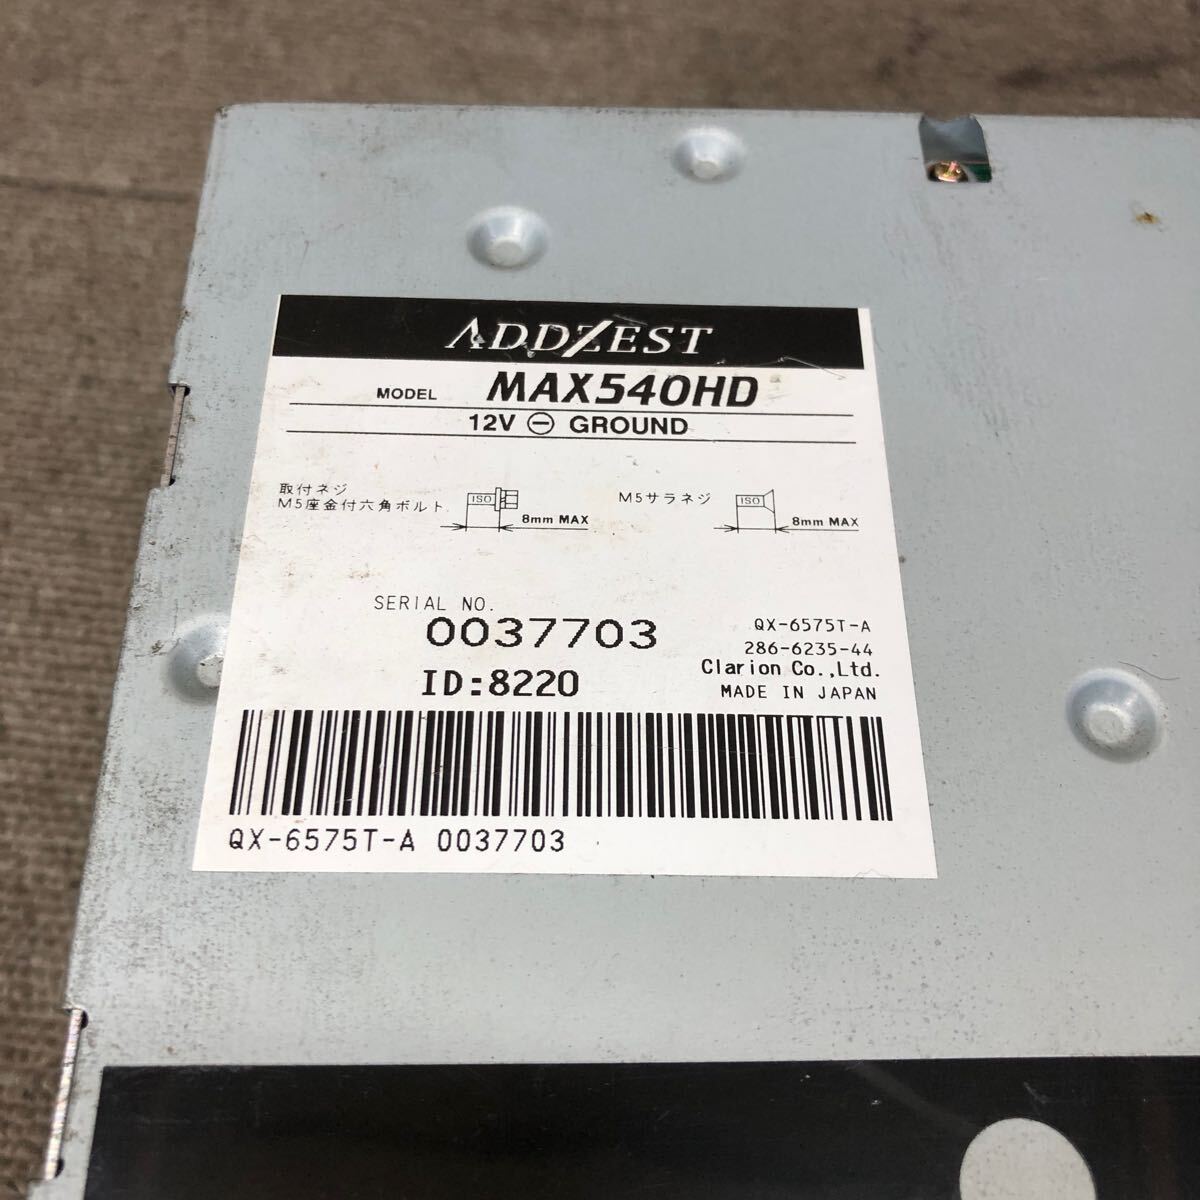 ADDZEST
MODEL MAX540HD
12V ⊖ GROUND
取付ネジ
M5座金付六角ボルト
ISO
8mm MAX
M5サラネジ
ISO
8mm MAX
SERIAL NO.
0037703
ID:8220
QX-6575T-A
286-6235-44
Clarion Co.,Ltd.
MADE IN JAPAN
QX-6575T-A 0037703